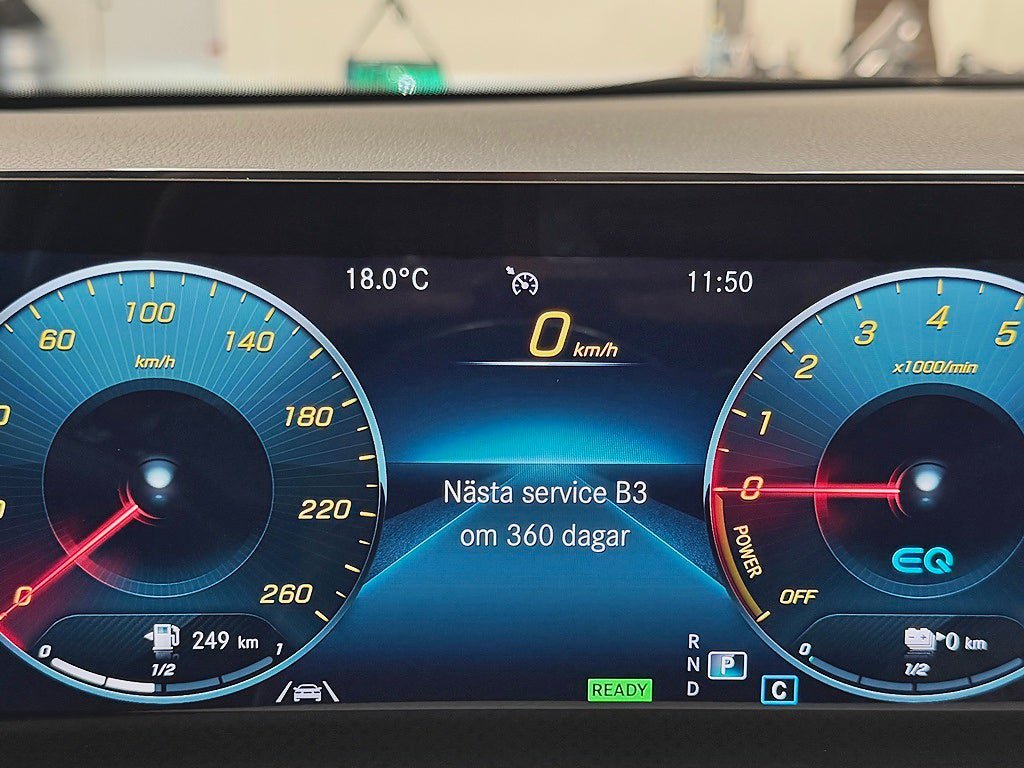 18.0°C
11:50
0 km/h
60
100
140
180
220
260
0
km/h
0
1
2
3
4
5
x1000/min
POWER
OFF
EQ
Nästa service B3
om 360 dagar
249 km
0
1/2
1
READY
R
N
P
D
C
0 km
0
1/2